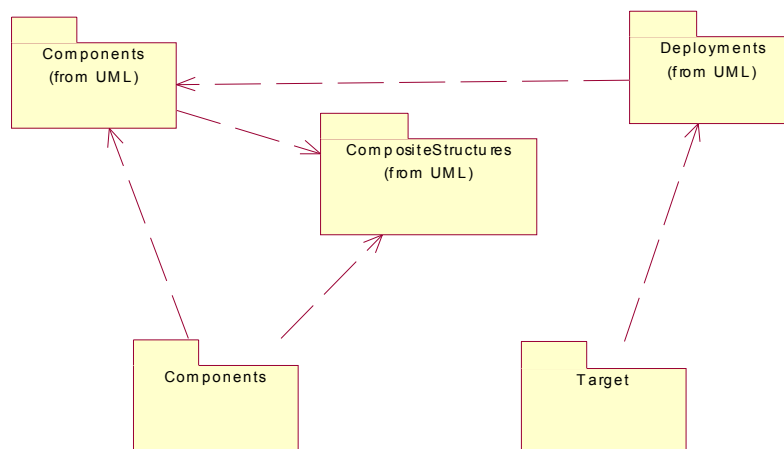 Components
(from UML)
Deployments
(from UML)
CompositeStructures
(from UML)
Components
Target